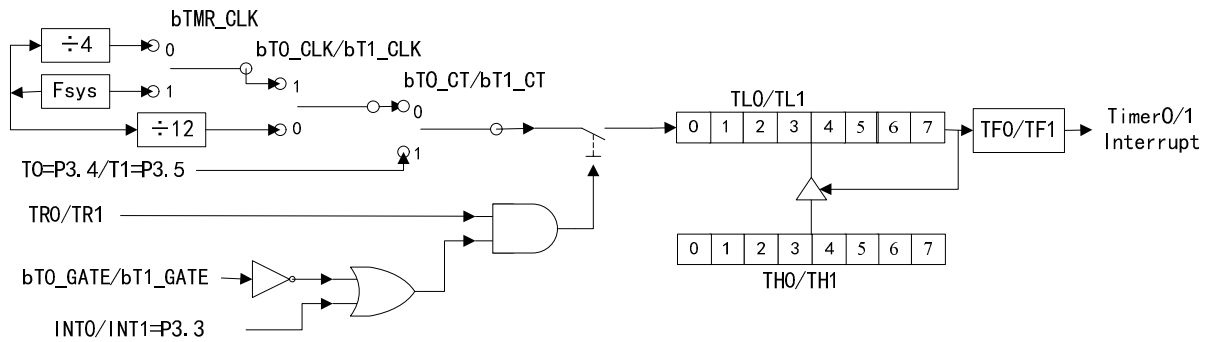 bTMR_CLK
÷4
0
bT0_CLK/bT1_CLK
Fsys
1
1
bT0_CT/bT1_CT
0
÷12
0
1
T0=P3.4/T1=P3.5
TL0/TL1
0 1 2 3 4 5 6 7
TF0/TF1
Timer0/1
Interrupt
TR0/TR1
0 1 2 3 4 5 6 7
TH0/TH1
bT0_GATE/bT1_GATE
INT0/INT1=P3.3